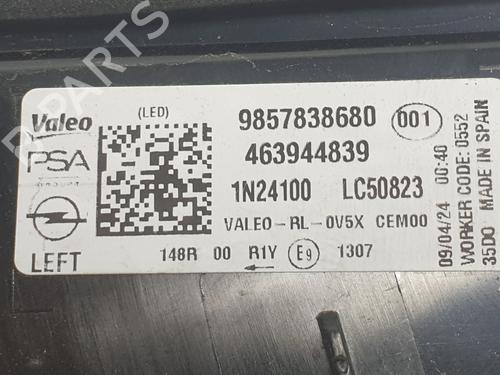 B PARTS
Valeo
(LED)
9857838680 001
PSA
GROUPE
463944839
1N24100 LC50823
VALEO-RL-0V5X CEM00
LEFT
148R 00 R1Y E9 1307
09/04/24 00:40
WORKER CODE: 0552
35D0 MADE IN SPAIN